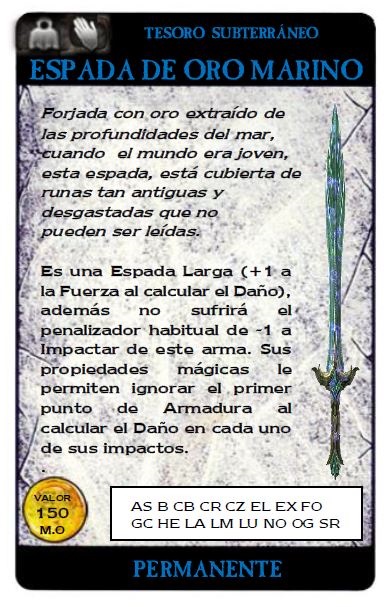 TESORO SUBTERRÁNEO
ESPADA DE ORO MARINO
Forjada con oro extraído de
las profundidades del mar,
cuando el mundo era joven,
esta espada, está cubierta de
runas tan antiguas y
desgastadas que no
pueden ser leídas.
Es una Espada Larga (+1 a
la Fuerza al calcular el Daño),
además no sufrirá el
penalizador habitual de -1 a
Impactar de este arma. Sus
propiedades mágicas le
permiten ignorar el primer
punto de Armadura al
calcular el Daño en cada uno
de sus impactos.
.
VALOR
150
M.O
AS B CB CR CZ EL EX FO
GC HE LA LM LU NO OG SR
PERMANENTE